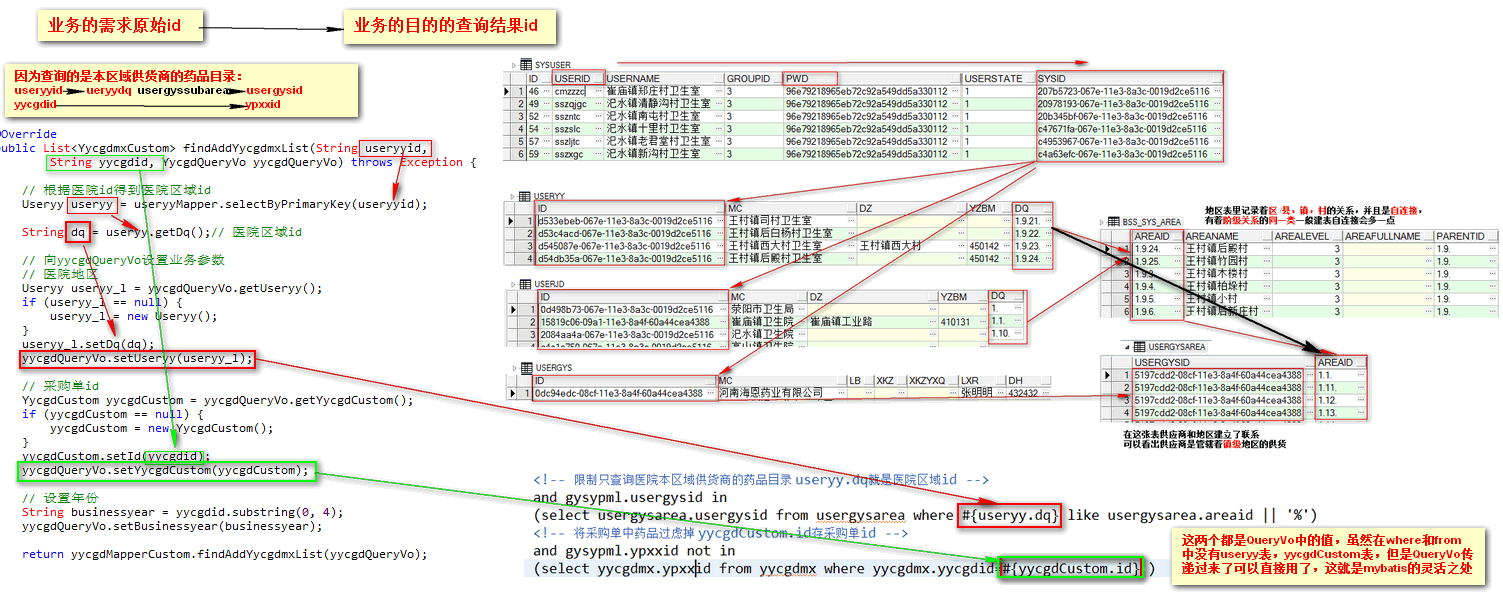 业务的需求原始id
业务的目的的查询结果id
因为查询的是本区域供货商的药品目录:
useryyid ueryydq usergyssubarea usergysid
yycgdid ypxxid
Override
public List<YycgdmxCustom> findAddYycgdmxList(String useryyid,
String yycgdid, YycgdQueryVo yycgdQueryVo) throws Exception {
// 根据医院id得到医院区域id
Useryy useryy = useryyMapper.selectByPrimaryKey(useryyid);
String dq = useryy.getDq();// 医院区域id
// 向yycgdQueryVo设置业务参数
// 医院地区
Useryy useryy_l = yycgdQueryVo.getUseryy();
if (useryy_l == null) {
useryy_l = new Useryy();
}
useryy_l.setDq(dq);
yycgdQueryVo.setUseryy(useryy_l);
// 采购单id
YycgdCustom yycgdCustom = yycgdQueryVo.getYycgdCustom();
if (yycgdCustom == null) {
yycgdCustom = new YycgdCustom();
}
yycgdCustom.setId(yycgdid);
yycgdQueryVo.setYycgdCustom(yycgdCustom);
// 设置年份
String businessyear = yycgdid.substring(0, 4);
yycgdQueryVo.setBusinessyear(businessyear);
return yycgdMapperCustom.findAddYycgdmxList(yycgdQueryVo);
SYSUSER
ID USERID USERNAME GROUPID PWD USERSTATE SYSID
1 46 cmzzzc 崔庙镇郑庄村卫生室 3 96e79218965eb72c92a549dd5a330112 1 207b5723-067e-11e3-8a3c-0019d2ce5116
2 49 sszqjgc 汜水镇清静沟村卫生室 3 96e79218965eb72c92a549dd5a330112 1 20978193-067e-11e3-8a3c-0019d2ce5116
3 52 sszntc 汜水镇南屯村卫生室 3 96e79218965eb72c92a549dd5a330112 1 20b345bf-067e-11e3-8a3c-0019d2ce5116
4 54 sszslc 汜水镇十里村卫生室 3 96e79218965eb72c92a549dd5a330112 1 c47671fa-067e-11e3-8a3c-0019d2ce5116
5 57 sszljtc 汜水镇老君堂村卫生室 3 96e79218965eb72c92a549dd5a330112 1 c4953967-067e-11e3-8a3c-0019d2ce5116
6 59 sszxgc 汜水镇新沟村卫生室 3 96e79218965eb72c92a549dd5a330112 1 c4a63efc-067e-11e3-8a3c-0019d2ce5116
USERYY
ID MC DZ YZBM DQ
1 d533ebeb-067e-11e3-8a3c-0019d2ce5116 王村镇司村卫生室 1.9.21.
2 d53c4acd-067e-11e3-8a3c-0019d2ce5116 王村镇后白杨村卫生室 1.9.22.
3 d545087e-067e-11e3-8a3c-0019d2ce5116 王村镇西大村卫生室 王村镇西大村 450142 1.9.23.
4 d54db35a-067e-11e3-8a3c-0019d2ce5116 王村镇后殿村卫生室 450142 1.9.24.
USERJD
ID MC DZ YZBM DQ
1 0d498b73-067e-11e3-8a3c-0019d2ce5116 荥阳市卫生局 1.
2 15819c06-09a1-11e3-8a4f-60a44cea4388 崔庙镇卫生院 崔庙镇工业路 410131 1.1.
3 2084aa4a-067e-11e3-8a3c-0019d2ce5116 汜水镇卫生院 1.10.
USERGYS
ID MC LB XKZ XKZYXQ LXR DH
1 0dc94edc-08cf-11e3-8a4f-60a44cea4388 河南海恩药业有限公司 张明明 432432
地区表里记录着区/县，镇，村的关系，并且是自连接，
有着阶级关系的同一类一般建表自连接会多一点
BSS_SYS_AREA
AREAID AREANAME AREALEVEL AREAFULLNAME PARENTID
1 1.9.24. 王村镇后殿村 3 1.9.
2 1.9.25. 王村镇竹园村 3 1.9.
3 1.9.3. 王村镇木楼村 3 1.9.
4 1.9.4. 王村镇柏垛村 3 1.9.
5 1.9.5. 王村镇小村 3 1.9.
6 1.9.6. 王村镇后新庄村 3 1.9.
USERGYSAREA
USERGYSID AREAID
1 5197cdd2-08cf-11e3-8a4f-60a44cea4388 1.1.
2 5197cdd2-08cf-11e3-8a4f-60a44cea4388 1.11.
3 5197cdd2-08cf-11e3-8a4f-60a44cea4388 1.12.
4 5197cdd2-08cf-11e3-8a4f-60a44cea4388 1.13.
在这张表供应商和地区建立了联系
可以看出供应商是管辖着镇级地区的供货
<!-- 限制只查询医院本区域供货商的药品目录 useryy.dq就是医院区域id -->
and gysypml.usergysid in
(select usergysarea.usergysid from usergysarea where #{useryy.dq} like usergysarea.areaid || '%')
<!-- 将采购单中药品过虑掉 yycgdCustom.id存采购单id -->
and gysypml.ypxxid not in
(select yycgdmx.ypxxid from yycgdmx where yycgdmx.yycgdid=#{yycgdCustom.id} )
这两个都是QueryVo中的值，虽然在where和from
中没有useryy表，yycgdCustom表，但是QueryVo传
递过来了可以直接用了，这就是mybatis的灵活之处